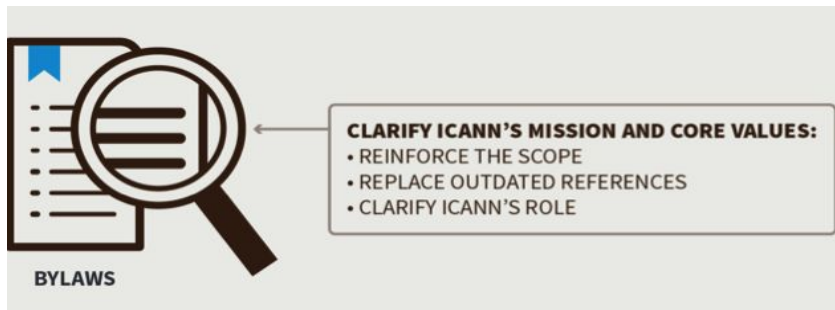 CLARIFY ICANN’S MISSION AND CORE VALUES:
• REINFORCE THE SCOPE
• REPLACE OUTDATED REFERENCES
• CLARIFY ICANN’S ROLE
BYLAWS